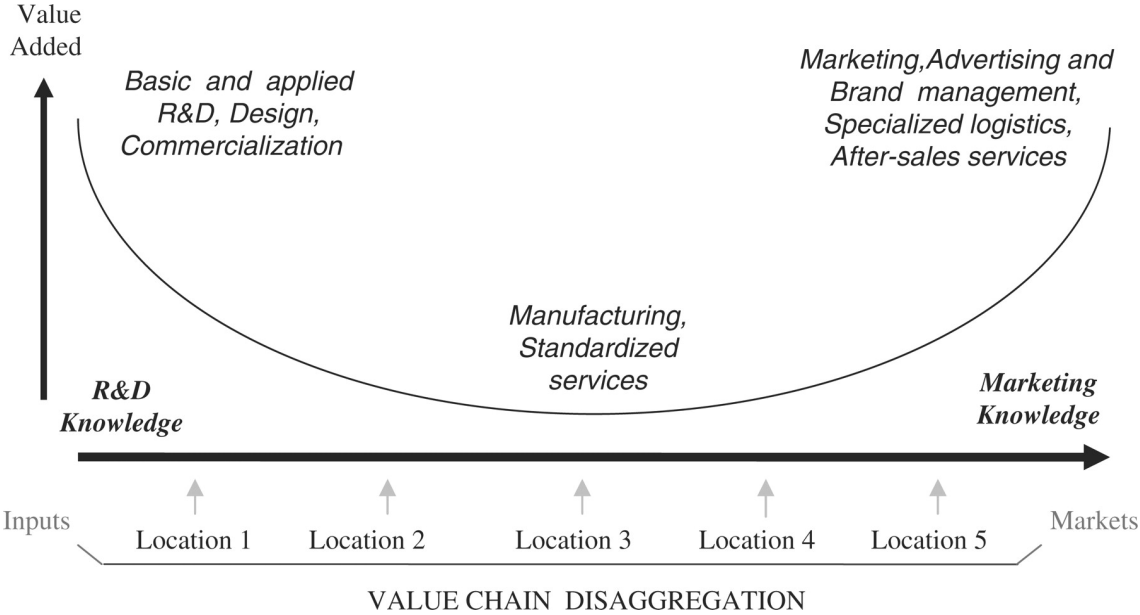 Value
Added
Basic and applied
R&D, Design,
Commercialization
Marketing,Advertising and
Brand management,
Specialized logistics,
After-sales services
Manufacturing,
Standardized
services
R&D
Knowledge
Marketing
Knowledge
Inputs
Location 1
Location 2
Location 3
Location 4
Location 5
Markets
VALUE CHAIN DISAGGREGATION